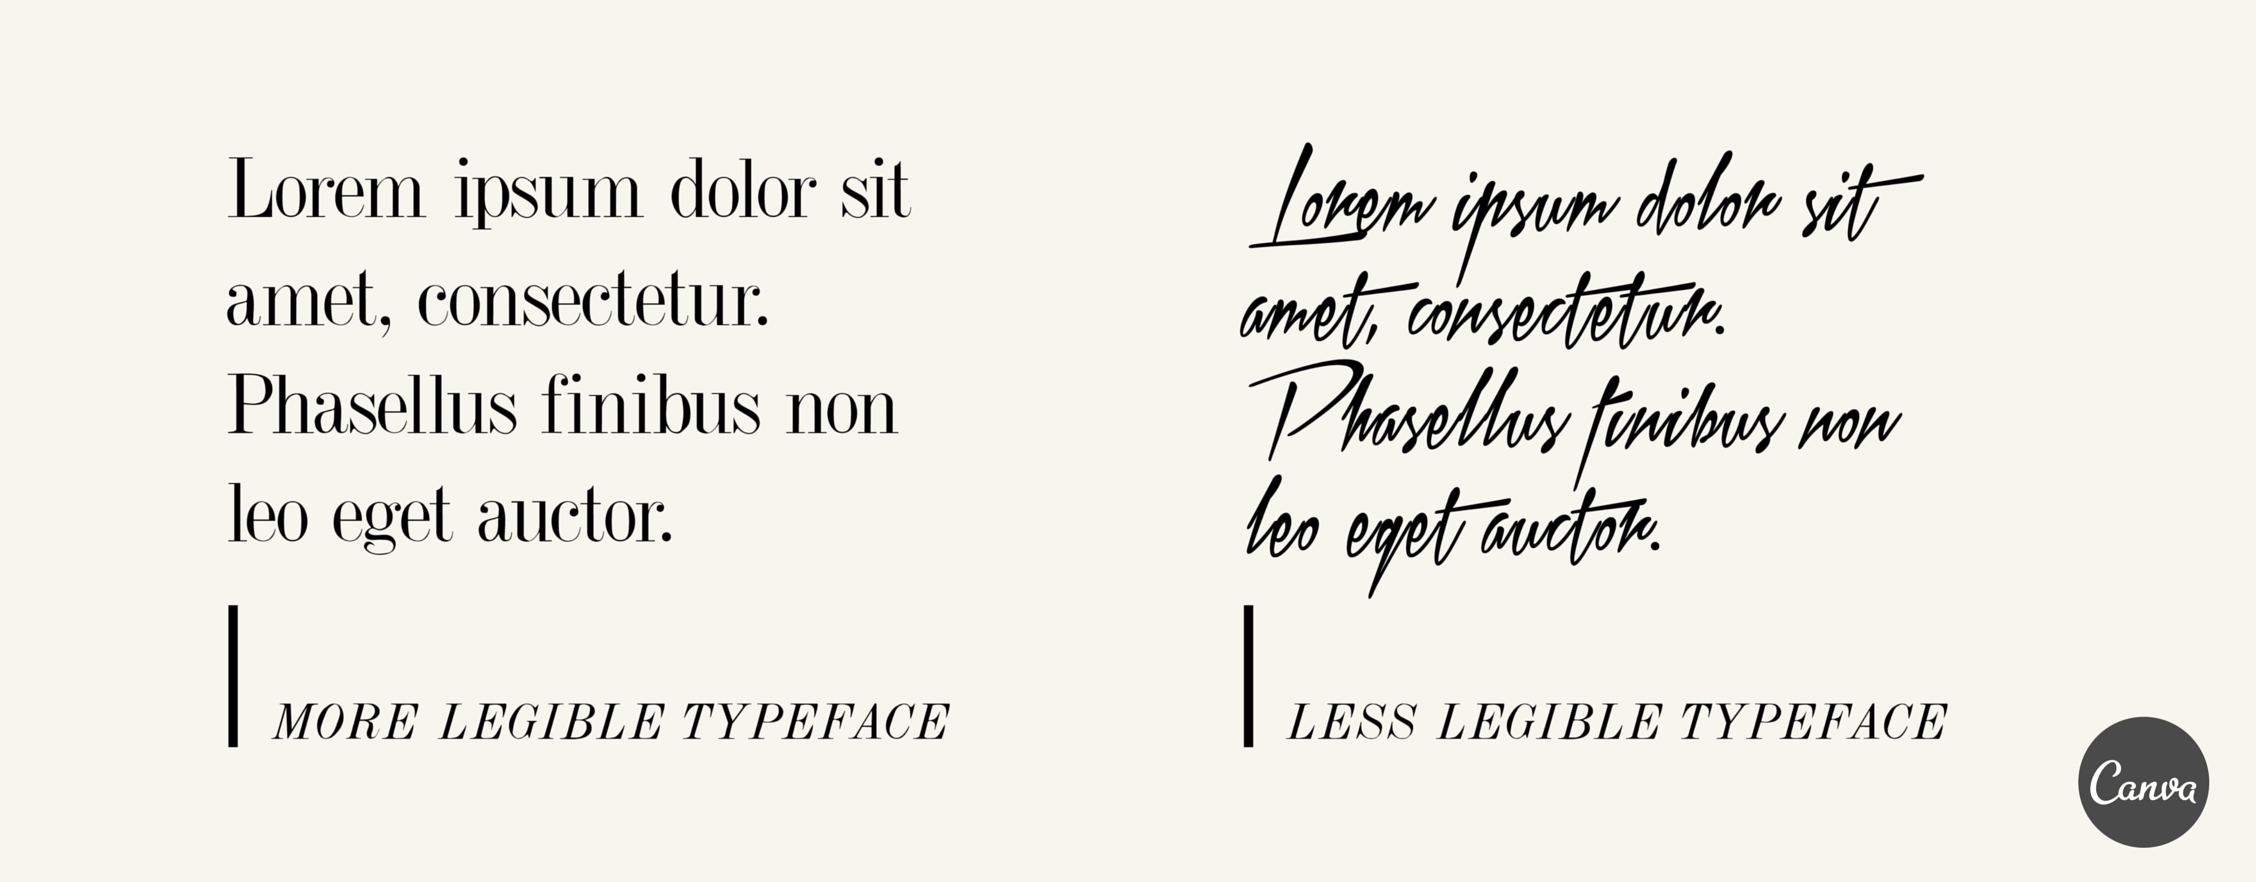 Lorem ipsum dolor sit
amet, consectetur.
Phasellus finibus non
leo eget auctor.
MORE LEGIBLE TYPEFACE
Lorem ipsum dolor sit
amet, consectetur.
Phasellus finibus non
leo eget auctor.
LESS LEGIBLE TYPEFACE
Canva